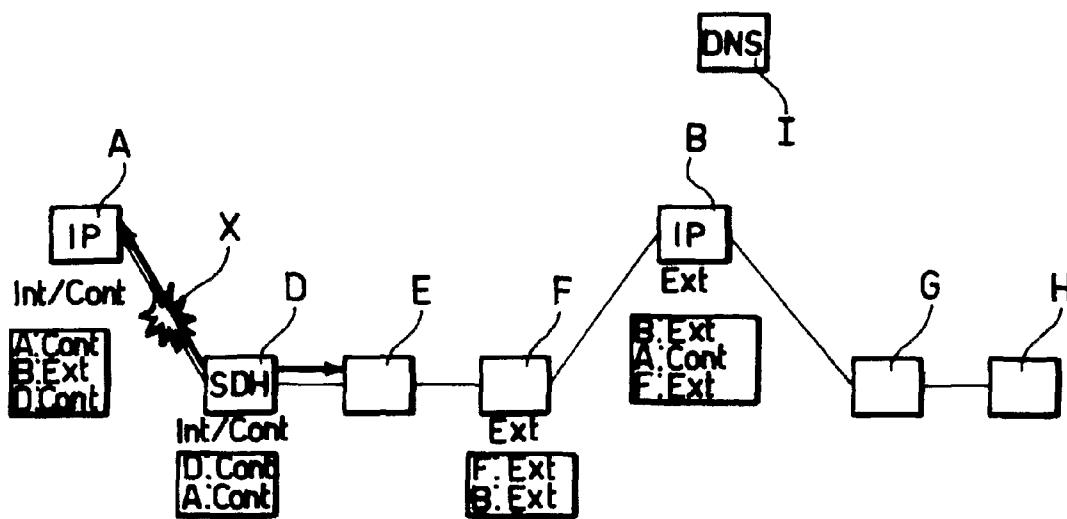 DNS
I
A
B
IP
X
IP
Int/Cont
D
E
F
Ext
G
H
A:Cont
B:Ext
D:Cont
SDH
B:Ext
A:Cont
F:Ext
Int/Cont
Ext
D:Cont
A:Cont
F:Ext
B:Ext